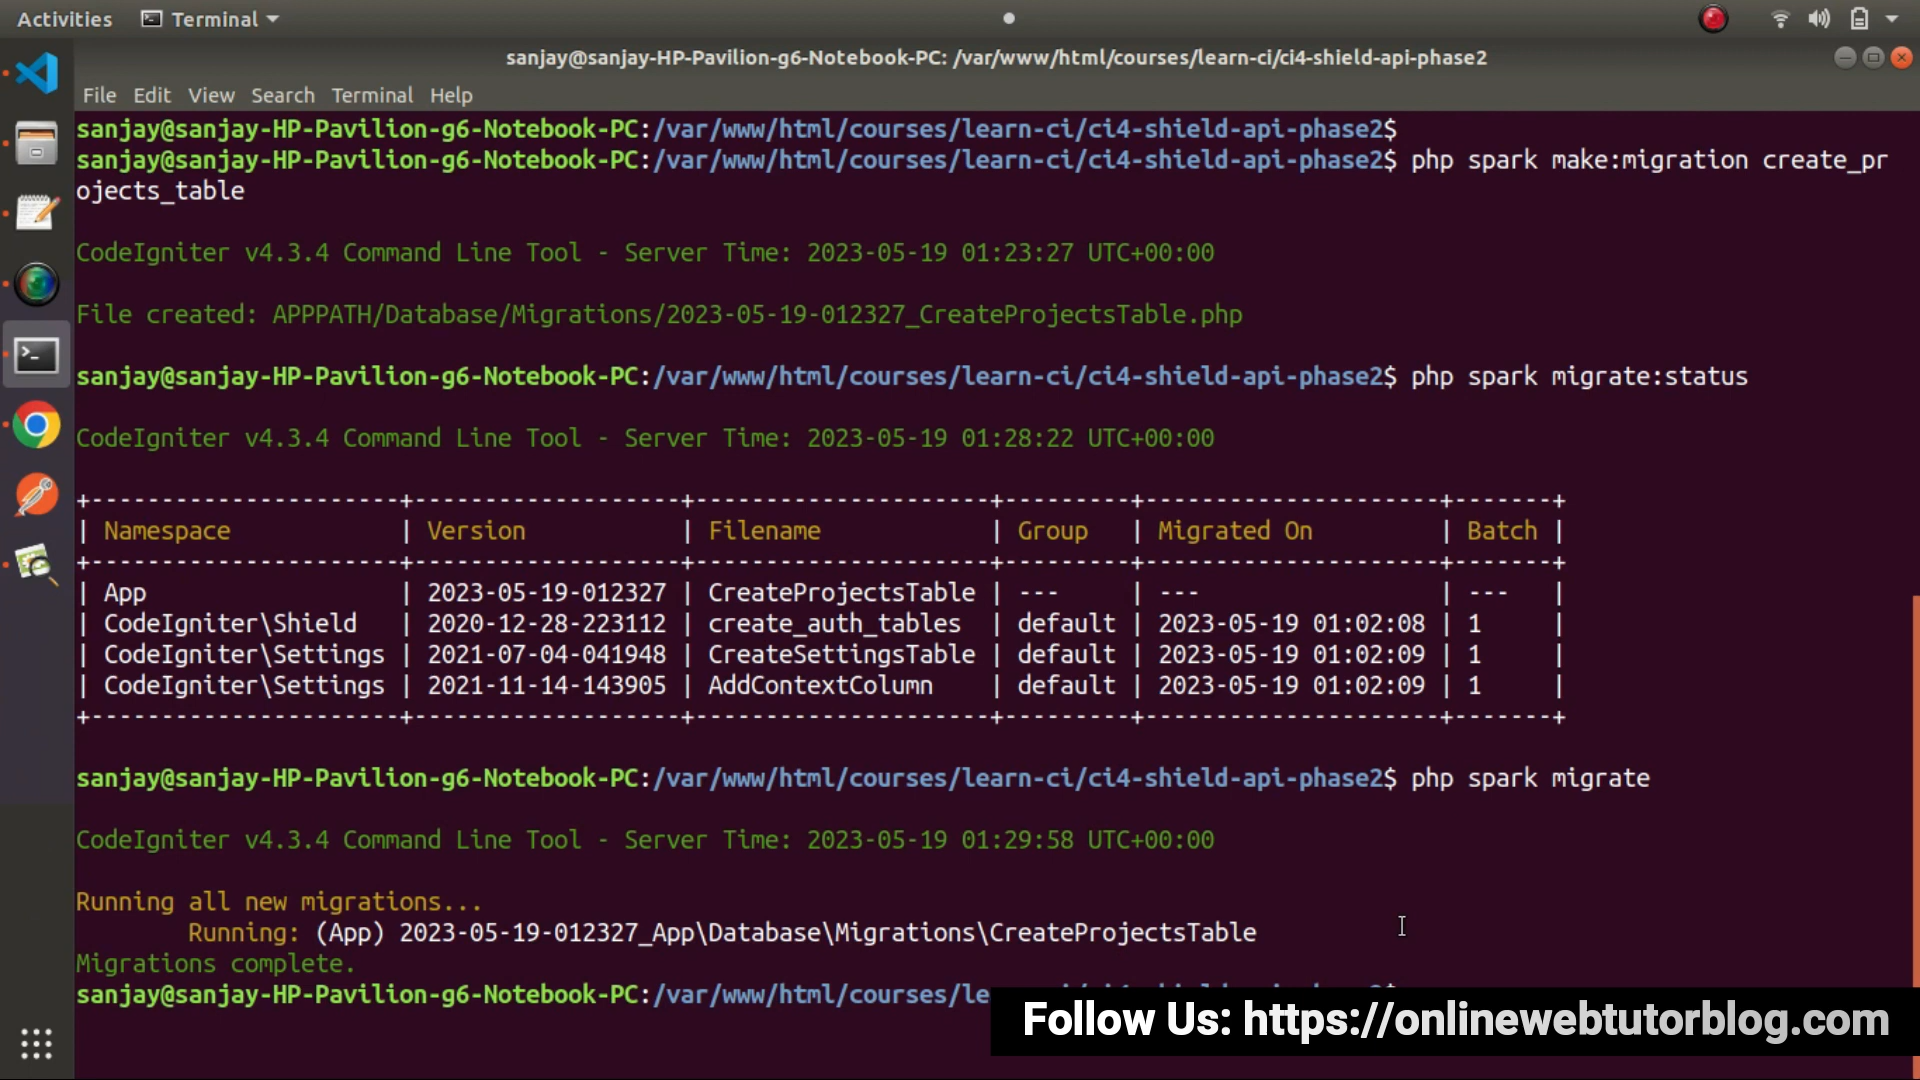 Activities Terminal
sanjay@sanjay-HP-Pavilion-g6-Notebook-PC: /var/www/html/courses/learn-ci/ci4-shield-api-phase2
File Edit View Search Terminal Help
sanjay@sanjay-HP-Pavilion-g6-Notebook-PC:/var/www/html/courses/learn-ci/ci4-shield-api-phase2$
sanjay@sanjay-HP-Pavilion-g6-Notebook-PC:/var/www/html/courses/learn-ci/ci4-shield-api-phase2$ php spark make:migration create_pr
ojects_table
CodeIgniter v4.3.4 Command Line Tool - Server Time: 2023-05-19 01:23:27 UTC+00:00
File created: APPPATH/Database/Migrations/2023-05-19-012327_CreateProjectsTable.php
sanjay@sanjay-HP-Pavilion-g6-Notebook-PC:/var/www/html/courses/learn-ci/ci4-shield-api-phase2$ php spark migrate:status
CodeIgniter v4.3.4 Command Line Tool - Server Time: 2023-05-19 01:28:22 UTC+00:00
+----------------------+-------------------+---------------------+---------+---------------------+-------+
| Namespace | Version | Filename | Group | Migrated On | Batch |
+----------------------+-------------------+---------------------+---------+---------------------+-------+
| App | 2023-05-19-012327 | CreateProjectsTable | --- | --- | --- |
| CodeIgniter\Shield | 2020-12-28-223112 | create_auth_tables | default | 2023-05-19 01:02:08 | 1 |
| CodeIgniter\Settings | 2021-07-04-041948 | CreateSettingsTable | default | 2023-05-19 01:02:09 | 1 |
| CodeIgniter\Settings | 2021-11-14-143905 | AddContextColumn | default | 2023-05-19 01:02:09 | 1 |
+----------------------+-------------------+---------------------+---------+---------------------+-------+
sanjay@sanjay-HP-Pavilion-g6-Notebook-PC:/var/www/html/courses/learn-ci/ci4-shield-api-phase2$ php spark migrate
CodeIgniter v4.3.4 Command Line Tool - Server Time: 2023-05-19 01:29:58 UTC+00:00
Running all new migrations...
Running: (App) 2023-05-19-012327_App\Database\Migrations\CreateProjectsTable
Migrations complete.
sanjay@sanjay-HP-Pavilion-g6-Notebook-PC:/var/www/html/courses/le
Follow Us: https://onlinewebtutorblog.com